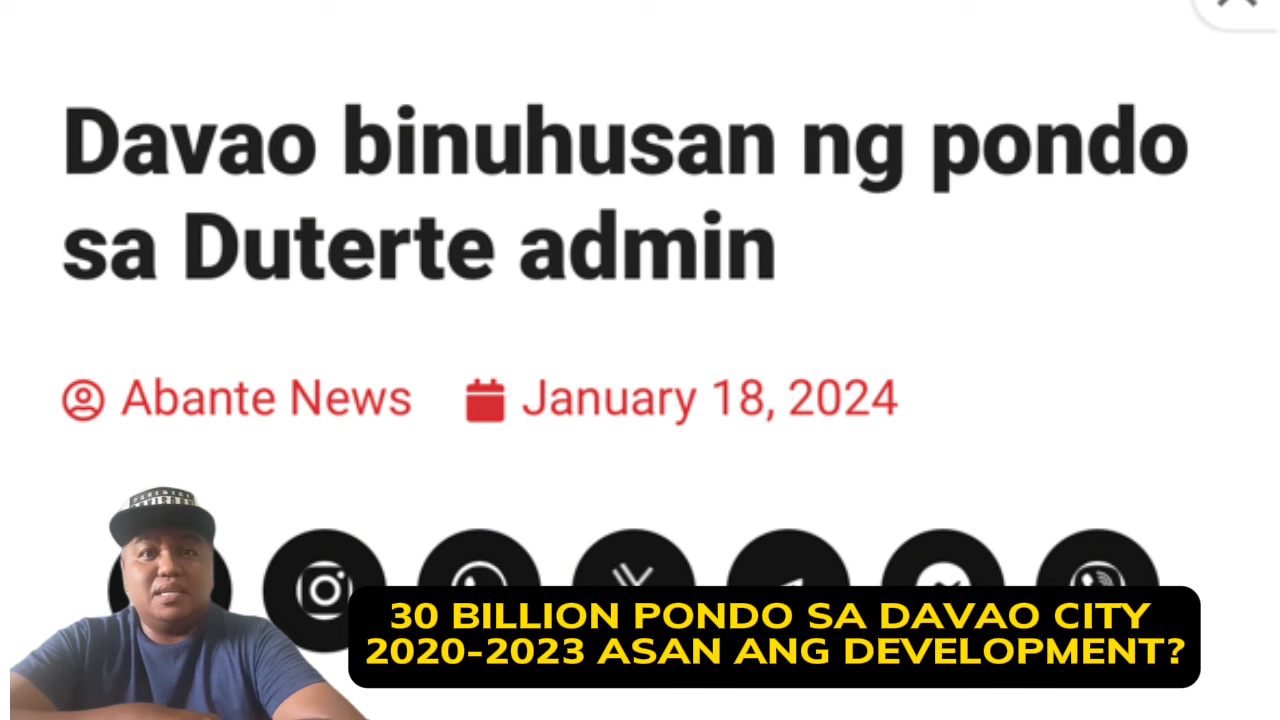 Davao binuhusan ng pondo
sa Duterte admin
Abante News
January 18, 2024
30 BILLION PONDO SA DAVAO CITY
2020-2023 ASAN ANG DEVELOPMENT?